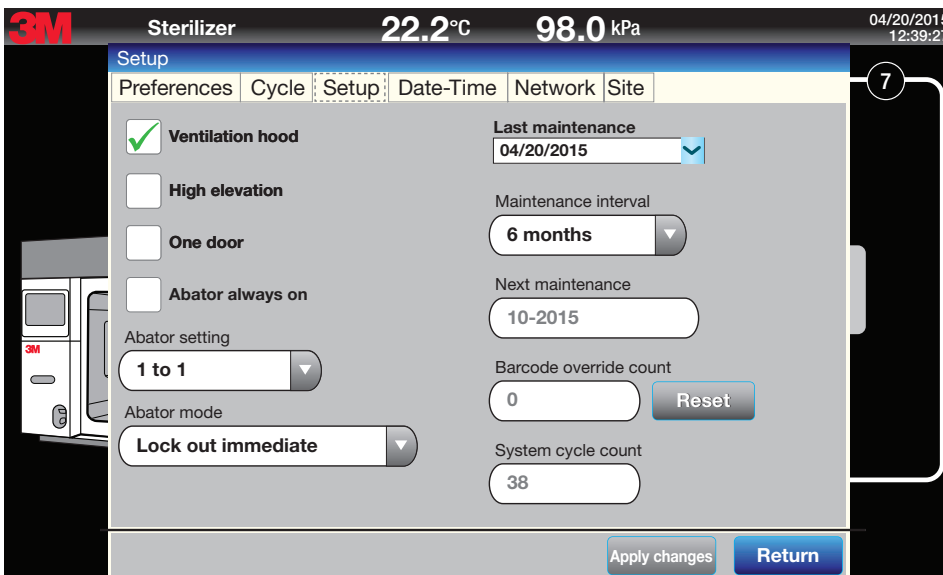 3M
Sterilizer 22.2°C 98.0 kPa
04/20/2015
12:39:27
Setup
Preferences Cycle Setup Date-Time Network Site
7
Ventilation hood
High elevation
One door
Abator always on
Abator setting
1 to 1
Abator mode
Lock out immediate
Last maintenance
04/20/2015
Maintenance interval
6 months
Next maintenance
10-2015
Barcode override count
0 Reset
System cycle count
38
3M
Apply changes Return